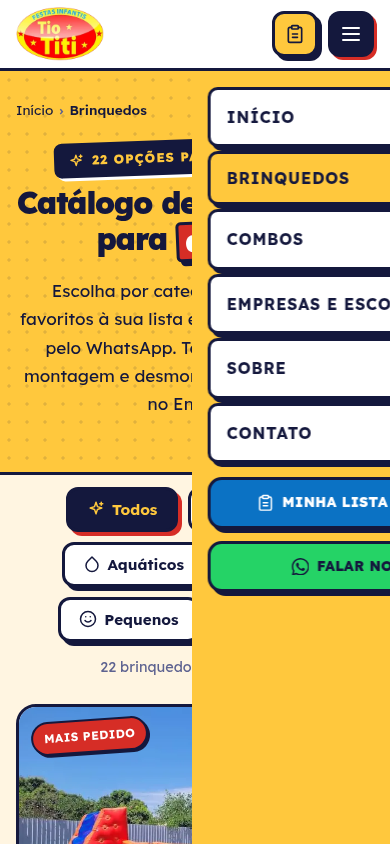 FESTAS INFANTIS
Tio
Titi
Início › Brinquedos
22 OPÇÕES PA
Catálogo de
para
Escolha por cate
favoritos à sua lista e
pelo WhatsApp. Te
montagem e desmor
no En
Todos
Aquáticos
Pequenos
22 brinquedo
MAIS PEDIDO
INÍCIO
BRINQUEDOS
COMBOS
EMPRESAS E ESCO
SOBRE
CONTATO
MINHA LISTA
FALAR NO